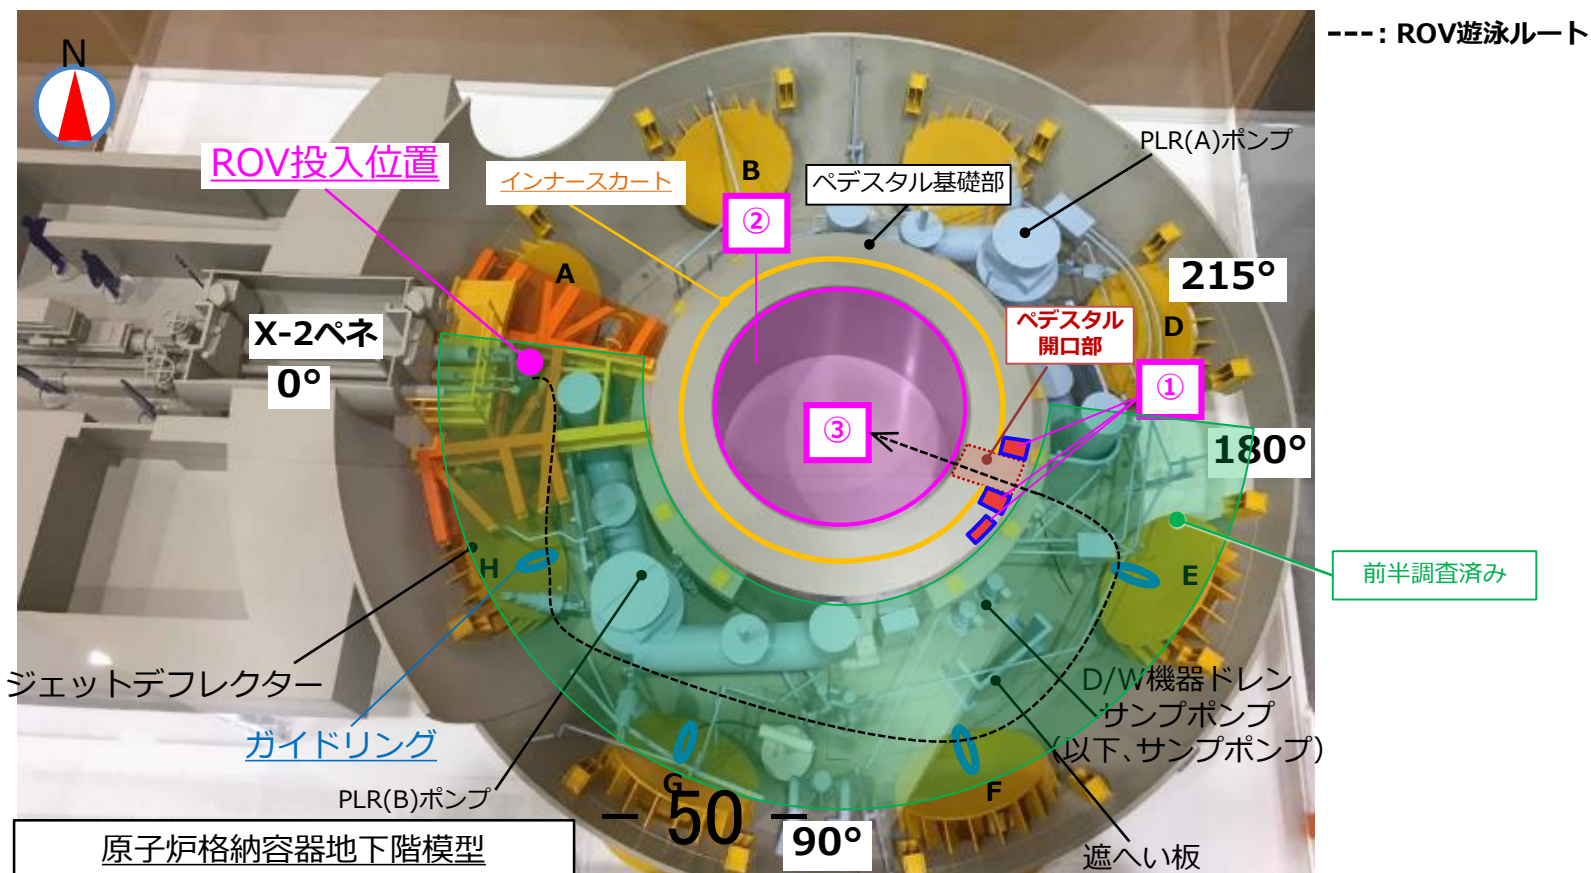 N
---: ROV遊泳ルート
ROV投入位置
インナースカート
B
ペデスタル基礎部
PLR(A)ポンプ
②
A
215°
X-2ペネ
0°
ペデスタル
開口部
D
①
③
180°
H
E
前半調査済み
ジェットデフレクター
ガイドリング
D/W機器ドレン
サンプポンプ
(以下、サンプポンプ)
G
F
PLR(B)ポンプ
- 50 -
90°
遮へい板
原子炉格納容器地下階模型